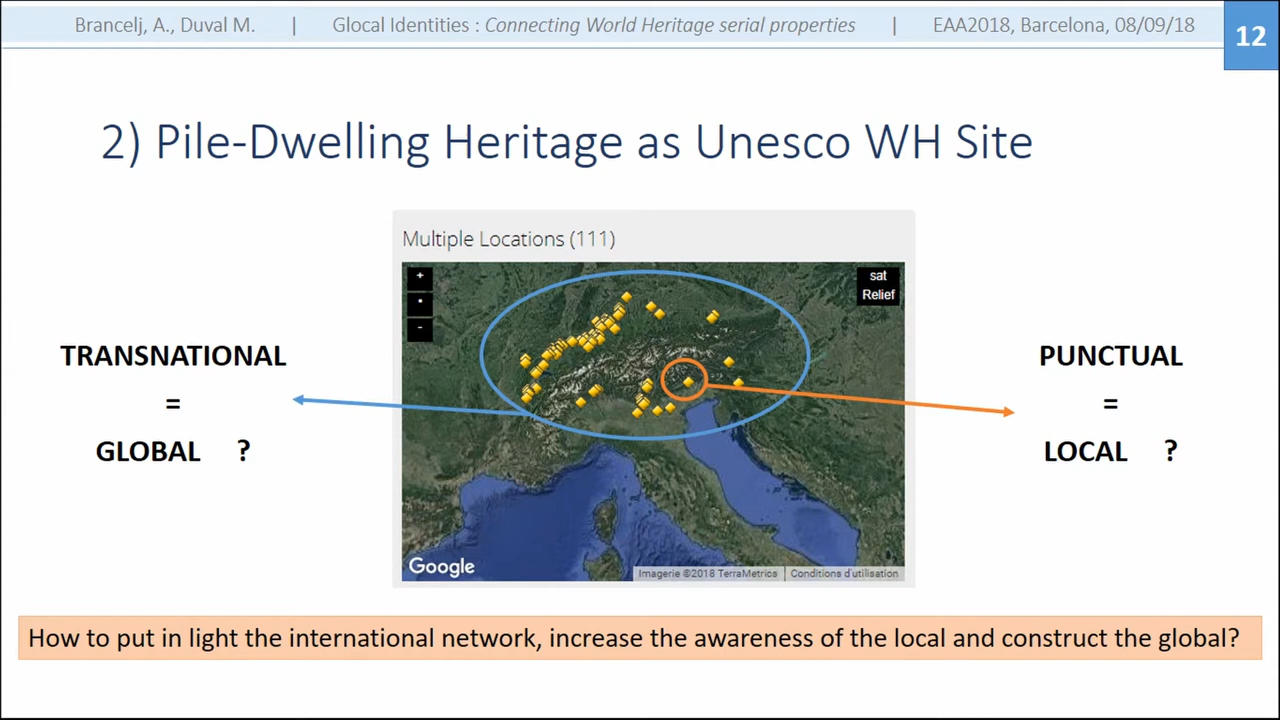 Brancelj, A., Duval M. | Glocal Identities : Connecting World Heritage serial properties | EAA2018, Barcelona, 08/09/18
12
2) Pile-Dwelling Heritage as Unesco WH Site
Multiple Locations (111)
+
-
sat
Relief
TRANSNATIONAL
=
GLOBAL ?
PUNCTUAL
=
LOCAL ?
Google
Imagerie ©2018 TerraMetrics
Conditions d'utilisation
How to put in light the international network, increase the awareness of the local and construct the global?